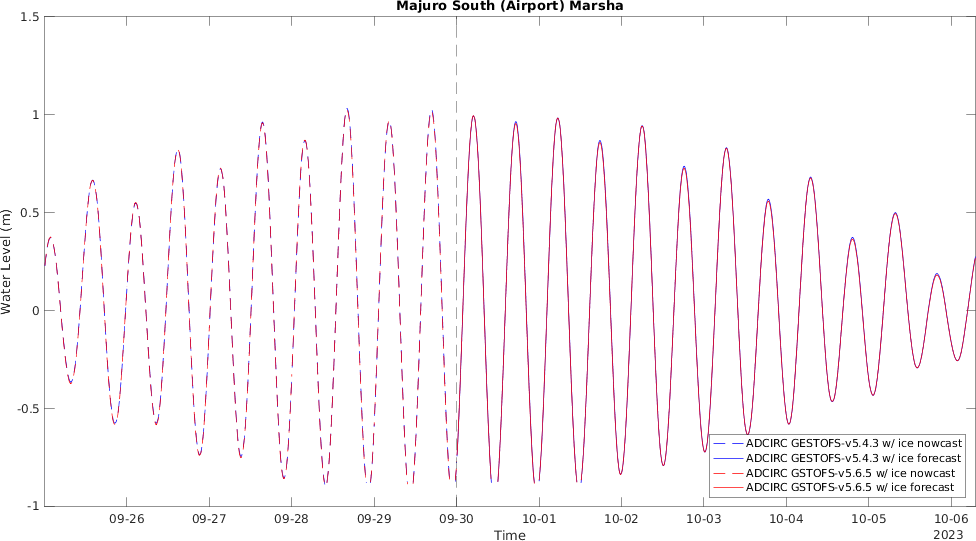 Majuro South (Airport) Marsha
1.5
1
0.5
0
-0.5
-1
Water Level (m)
09-26
09-27
09-28
09-29
09-30
10-01
10-02
10-03
10-04
10-05
10-06
Time
2023
ADCIRC GESTOFS-v5.4.3 w/ ice nowcast
ADCIRC GESTOFS-v5.4.3 w/ ice forecast
ADCIRC GSTOFS-v5.6.5 w/ ice nowcast
ADCIRC GSTOFS-v5.6.5 w/ ice forecast